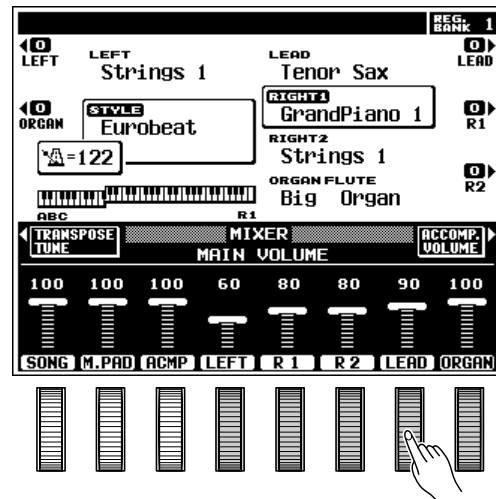 REG.
BANK 1
O
LEFT
LEFT
Strings 1
LEAD
Tenor Sax
O
LEAD
O
ORGAN
STYLE
Eurobeat
RIGHT1
GrandPiano 1
O
R1
=122
RIGHT2
Strings 1
O
R2
ORGAN FLUTE
Big Organ
ABC
R1
TRANSPOSE
TUNE
MIXER
MAIN VOLUME
ACCOMP.
VOLUME
100 100 100 60 80 80 90 100
SONG M.PAD ACMP LEFT R 1 R 2 LEAD ORGAN